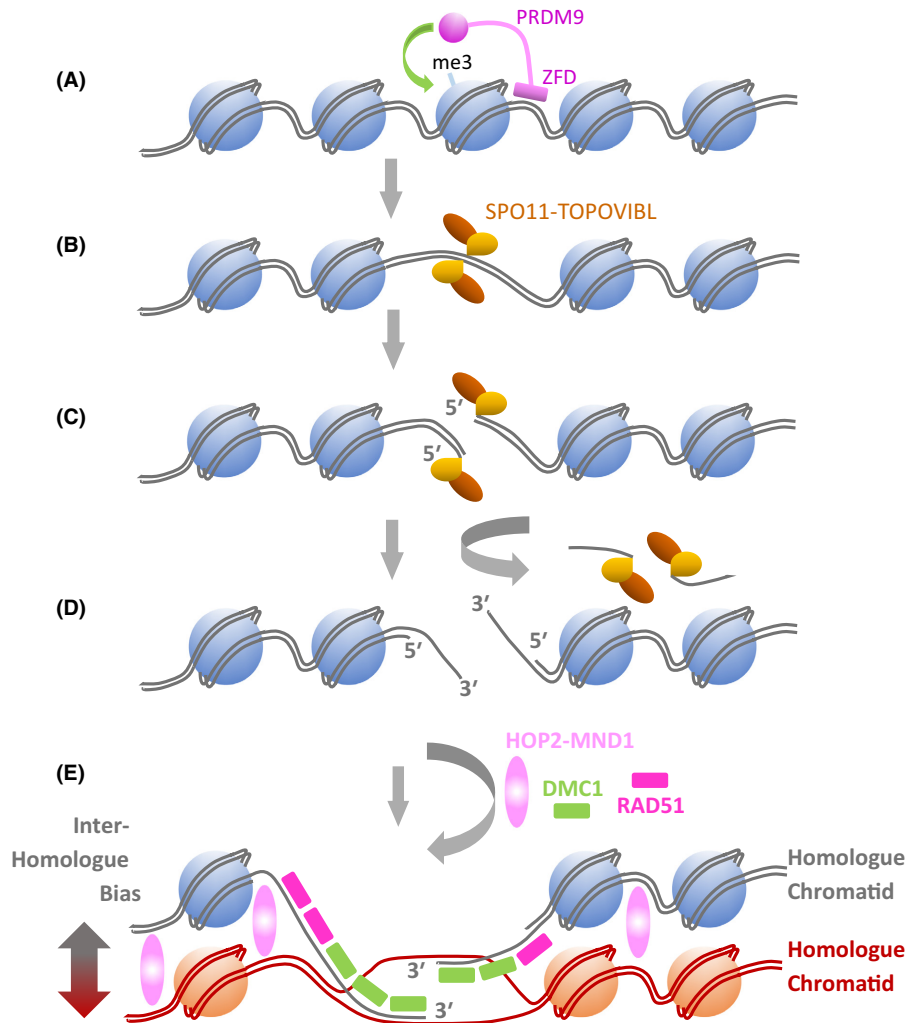 PRDM9
me3
ZFD
(A)
SPO11-TOPOVIBL
(B)
(C)
5′
5′
(D)
3′
5′
5′
3′
HOP2-MND1
(E)
DMC1
RAD51
Inter-
Homologue
Bias
Homologue
Chromatid
Homologue
Chromatid
3′
3′